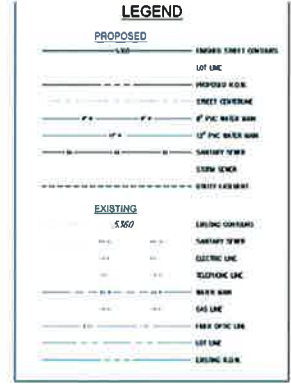 LEGEND
PROPOSED
5360 FINISHED STREET CONTOURS
LOT LINE
PROPOSED R.O.W.
STREET CENTERLINE
8" PVC WATER MAIN
12" PVC WATER MAIN
SANITARY SEWER
STORM SEWER
UTILITY EASEMENT
EXISTING
5360 EXISTING CONTOURS
SANITARY SEWER
ELECTRIC LINE
TELEPHONE LINE
WATER MAIN
GAS LINE
FIBER OPTIC LINE
LOT LINE
EXISTING R.O.W.